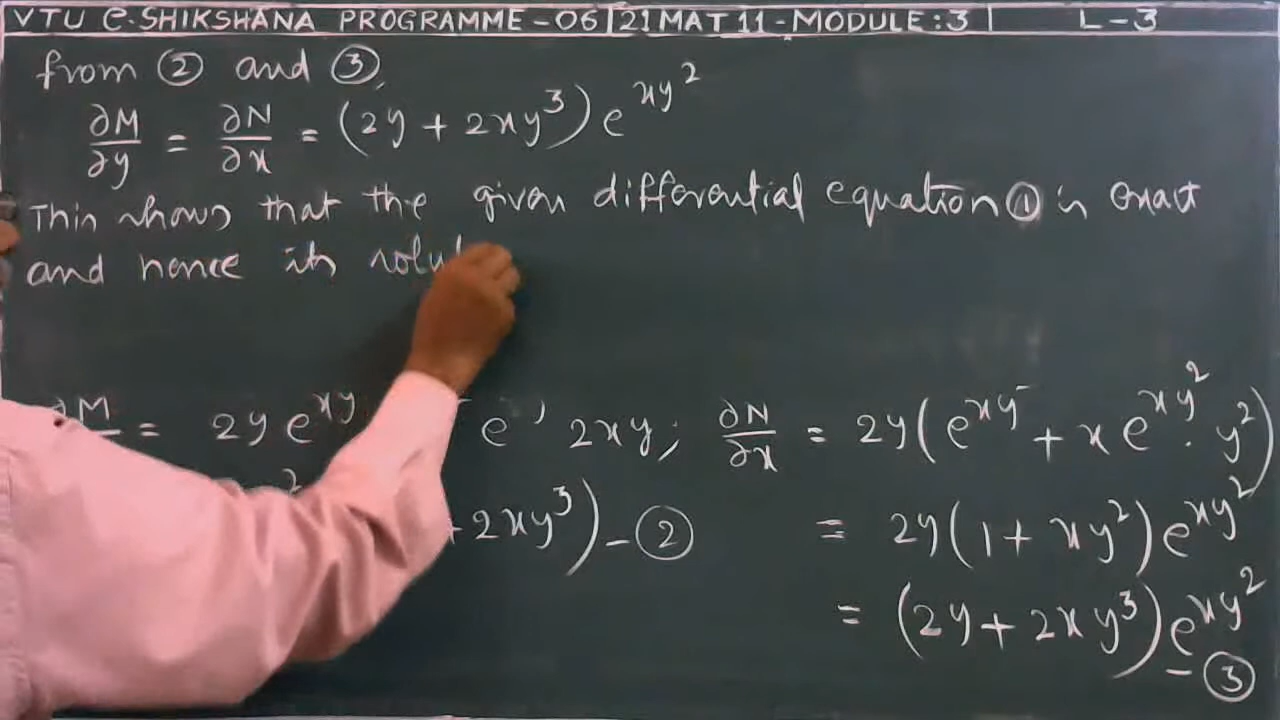 VTU e-SHIKSHANA PROGRAMME - 06 | 21MAT11 - MODULE : 3 | L - 3
from ② and ③,
∂M/∂y = ∂N/∂x = (2y + 2xy³) e^{xy²}
This shows that the given differential equation ① is exact
and hence its
∂M = 2y e^{xy} e 2xy; ∂N/∂x = 2y(e^{xy} + x e^{xy²} · y²)
+ 2xy³) - ② = 2y(1 + xy²) e^{xy²}
= (2y + 2xy³) e^{xy²} - ③